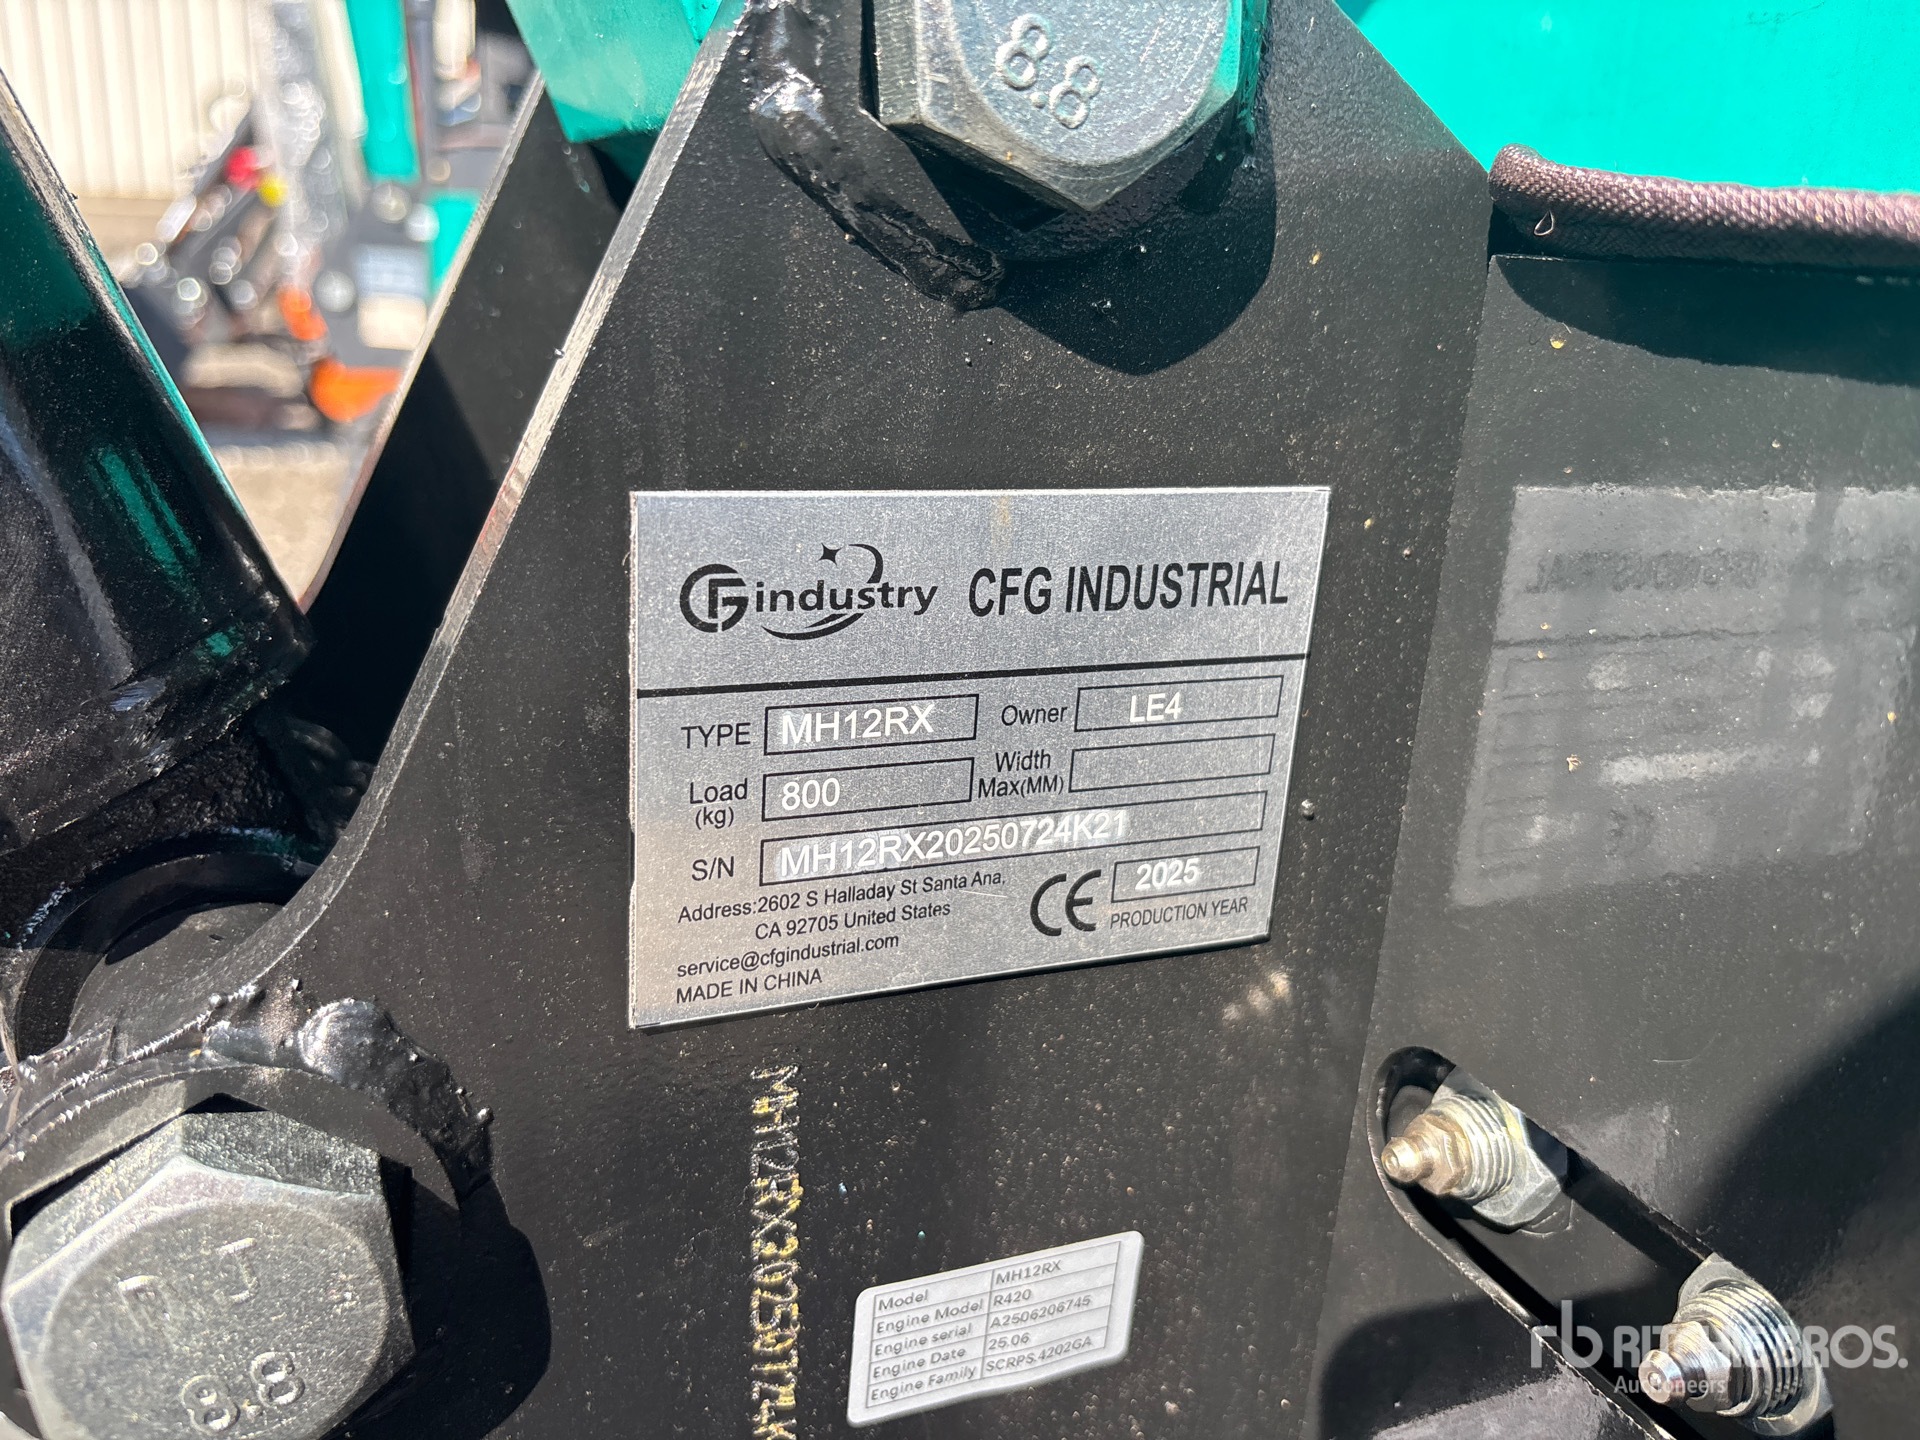 8.8
CFG industry CFG INDUSTRIAL
TYPE MH12RX Owner LE4
Load (kg) 800 Width Max(MM)
S/N MH12RX20250724K21
Address:2602 S Halladay St Santa Ana,
CA 92705 United States
service@cfgindustrial.com
MADE IN CHINA
CE 2025
PRODUCTION YEAR
Model MH12RX
Engine Model R420
Engine serial A2506206745
Engine Date 25.06
Engine Family SCRPS.4202GA
8.8
rb RITCHIE BROS.
Auctioneers